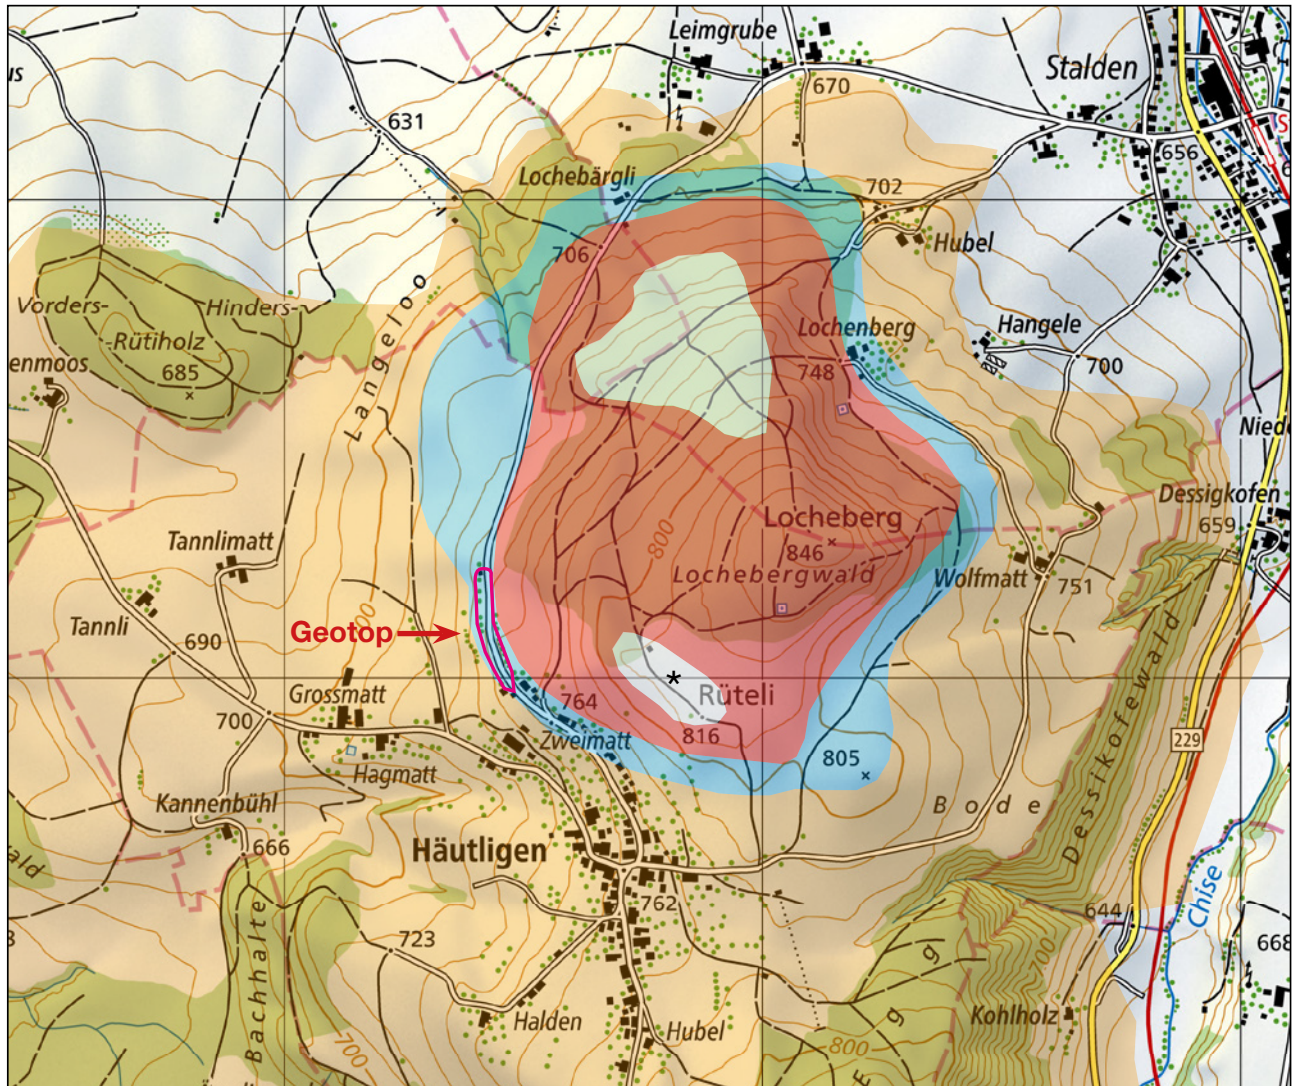 Leimgrube
us
Stalden
670
631
656
Lochebärgli
702
706
Hubel
Vorders-
Hinders-
Rütiholz
Langeloo
Lochenberg
Hangele
enmoos
685
748
700
Nied
Dessigkofen
659
Locheberg
846
800
Tannlimatt
Lochebergwald
Wolfmatt
751
Tannli
Geotop
690
Grossmatt
764
Rüteli
700
816
Zweimatt
805
229
Hagmatt
Kannenbühl
Bode
Dessikofewald
666
Häutligen
ald
762
644
Chise
723
668
700
Bachhalte
Halden
Hubel
Kohlholz
700
800
E g g